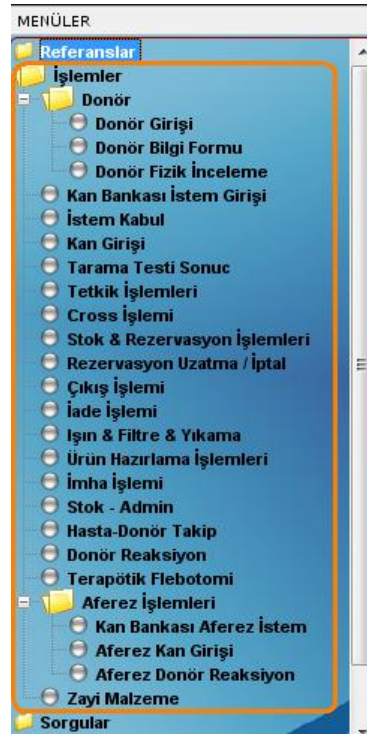 MENÜLER
Referanslar
İşlemler
Donör
Donör Girişi
Donör Bilgi Formu
Donör Fizik İnceleme
Kan Bankası İstem Girişi
İstem Kabul
Kan Girişi
Tarama Testi Sonuc
Tetkik İşlemleri
Cross İşlemi
Stok & Rezervasyon İşlemleri
Rezervasyon Uzatma / İptal
Çıkış İşlemi
İade İşlemi
Işın & Filtre & Yıkama
Ürün Hazırlama İşlemleri
İmha İşlemi
Stok - Admin
Hasta-Donör Takip
Donör Reaksiyon
Terapötik Flebotomi
Aferez İşlemleri
Kan Bankası Aferez İstem
Aferez Kan Girişi
Aferez Donör Reaksiyon
Zayi Malzeme
Sorgular